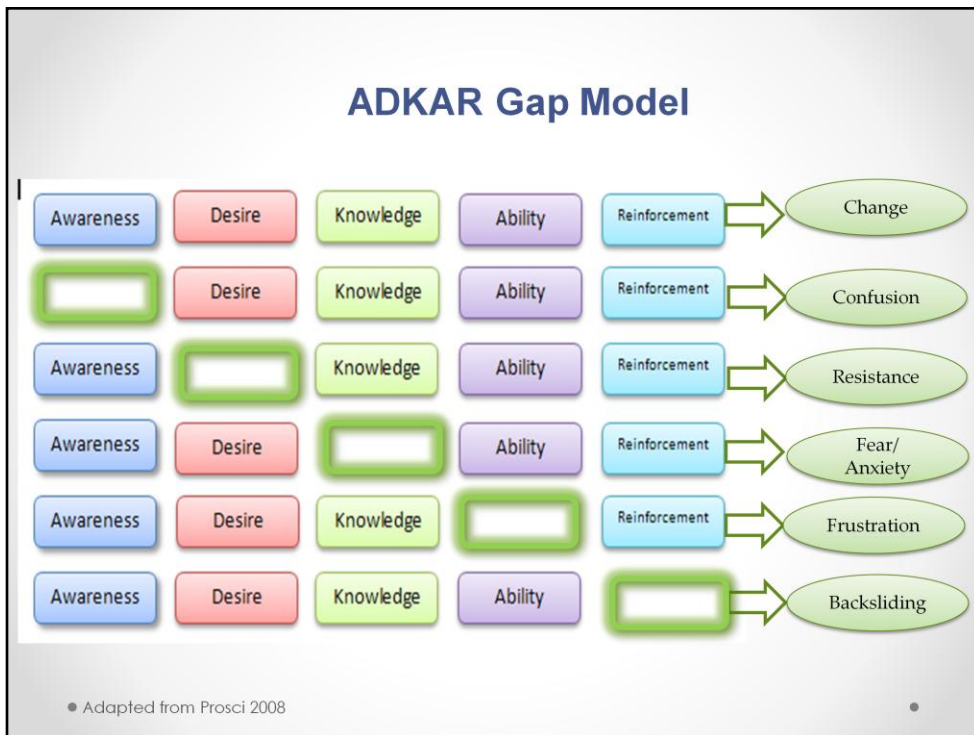 ADKAR Gap Model
Awareness Desire Knowledge Ability Reinforcement Change
Desire Knowledge Ability Reinforcement Confusion
Awareness Knowledge Ability Reinforcement Resistance
Awareness Desire Ability Reinforcement Fear/
Anxiety
Awareness Desire Knowledge Reinforcement Frustration
Awareness Desire Knowledge Ability Backsliding
Adapted from Prosci 2008